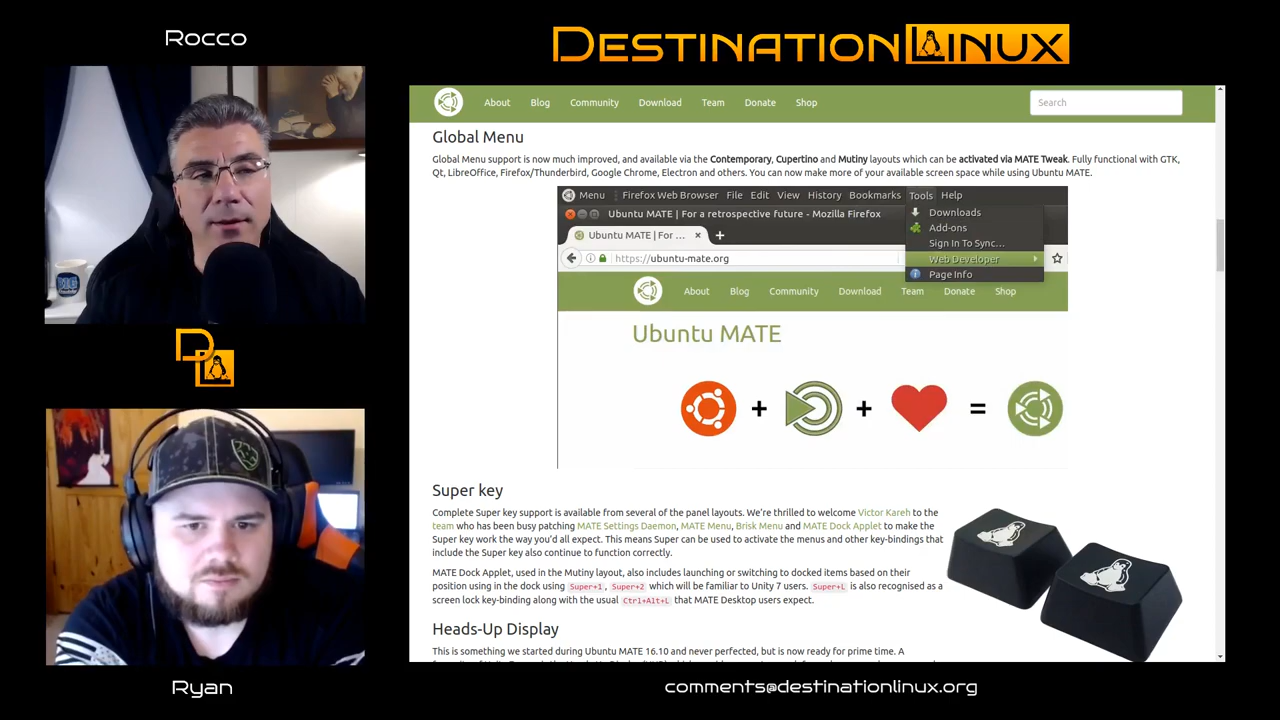 Rocco
DESTINATION LINUX
About Blog Community Download Team Donate Shop Search
Global Menu
Global Menu support is now much improved, and available via the Contemporary, Cupertino and Mutiny layouts which can be activated via MATE Tweak. Fully functional with GTK,
Qt, LibreOffice, Firefox/Thunderbird, Google Chrome, Electron and others. You can now make more of your available screen space while using Ubuntu MATE.
Menu Firefox Web Browser File Edit View History Bookmarks Tools Help
Ubuntu MATE | For a retrospective future - Mozilla Firefox
Downloads
Add-ons
Sign In To Sync...
Web Developer
Page Info
Ubuntu MATE | For ... × +
https://ubuntu-mate.org
About Blog Community Download Team Donate Shop
Ubuntu MATE
+ + =
Super key
Complete Super key support is available from several of the panel layouts. We're thrilled to welcome Victor Kareh to the
team who has been busy patching MATE Settings Daemon, MATE Menu, Brisk Menu and MATE Dock Applet to make the
Super key work the way you'd all expect. This means Super can be used to activate the menus and other key-bindings that
include the Super key also continue to function correctly.
MATE Dock Applet, used in the Mutiny layout, also includes launching or switching to docked items based on their
position using in the dock using Super+1, Super+2 which will be familiar to Unity 7 users. Super+L is also recognised as a
screen lock key-binding along with the usual Ctrl+Alt+L that MATE Desktop users expect.
Heads-Up Display
This is something we started during Ubuntu MATE 16.10 and never perfected, but is now ready for prime time. A
BIG
DL
Ryan
comments@destinationlinux.org